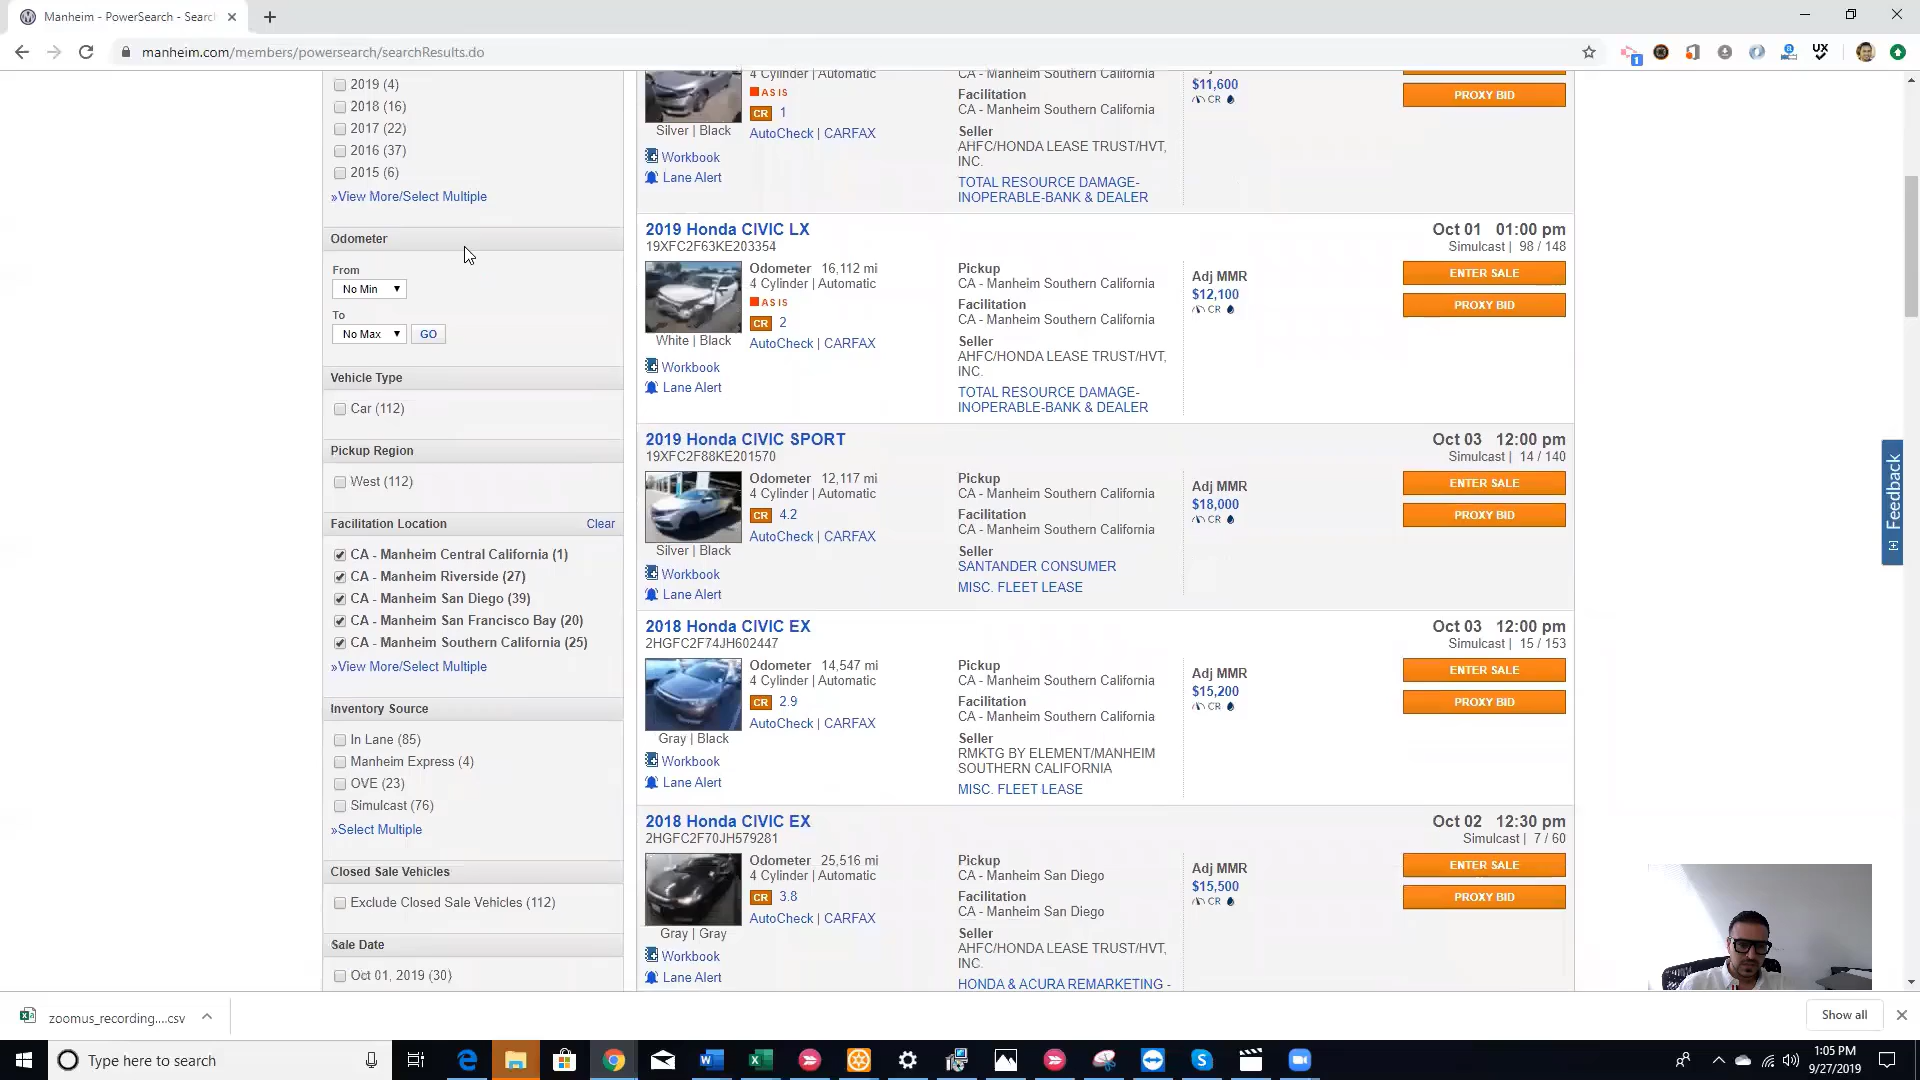 Manheim - PowerSearch - Searc
manheim.com/members/powersearch/searchResults.do
1
UX
2019 (4)
2018 (16)
2017 (22)
2016 (37)
2015 (6)
»View More/Select Multiple
Odometer
From
No Min
To
No Max
GO
Vehicle Type
Car (112)
Pickup Region
West (112)
Facilitation Location
Clear
CA - Manheim Central California (1)
CA - Manheim Riverside (27)
CA - Manheim San Diego (39)
CA - Manheim San Francisco Bay (20)
CA - Manheim Southern California (25)
»View More/Select Multiple
Inventory Source
In Lane (85)
Manheim Express (4)
OVE (23)
Simulcast (76)
»Select Multiple
Closed Sale Vehicles
Exclude Closed Sale Vehicles (112)
Sale Date
Oct 01, 2019 (30)
4 Cylinder | Automatic
AS IS
CR 1
AutoCheck | CARFAX
Silver | Black
Workbook
Lane Alert
CA - Manheim Southern California
Facilitation
CA - Manheim Southern California
Seller
AHFC/HONDA LEASE TRUST/HVT,
INC.
TOTAL RESOURCE DAMAGE-
INOPERABLE-BANK & DEALER
$11,600
CR
PROXY BID
2019 Honda CIVIC LX
19XFC2F63KE203354
Odometer 16,112 mi
4 Cylinder | Automatic
AS IS
CR 2
AutoCheck | CARFAX
White | Black
Workbook
Lane Alert
Pickup
CA - Manheim Southern California
Facilitation
CA - Manheim Southern California
Seller
AHFC/HONDA LEASE TRUST/HVT,
INC.
TOTAL RESOURCE DAMAGE-
INOPERABLE-BANK & DEALER
Adj MMR
$12,100
CR
Oct 01 01:00 pm
Simulcast | 98 / 148
ENTER SALE
PROXY BID
2019 Honda CIVIC SPORT
19XFC2F88KE201570
Odometer 12,117 mi
4 Cylinder | Automatic
CR 4.2
AutoCheck | CARFAX
Silver | Black
Workbook
Lane Alert
Pickup
CA - Manheim Southern California
Facilitation
CA - Manheim Southern California
Seller
SANTANDER CONSUMER
MISC. FLEET LEASE
Adj MMR
$18,000
CR
Oct 03 12:00 pm
Simulcast | 14 / 140
ENTER SALE
PROXY BID
2018 Honda CIVIC EX
2HGFC2F74JH602447
Odometer 14,547 mi
4 Cylinder | Automatic
CR 2.9
AutoCheck | CARFAX
Gray | Black
Workbook
Lane Alert
Pickup
CA - Manheim Southern California
Facilitation
CA - Manheim Southern California
Seller
RMKTG BY ELEMENT/MANHEIM
SOUTHERN CALIFORNIA
MISC. FLEET LEASE
Adj MMR
$15,200
CR
Oct 03 12:00 pm
Simulcast | 15 / 153
ENTER SALE
PROXY BID
2018 Honda CIVIC EX
2HGFC2F70JH579281
Odometer 25,516 mi
4 Cylinder | Automatic
CR 3.8
AutoCheck | CARFAX
Gray | Gray
Workbook
Lane Alert
Pickup
CA - Manheim San Diego
Facilitation
CA - Manheim San Diego
Seller
AHFC/HONDA LEASE TRUST/HVT,
INC.
HONDA & ACURA REMARKETING -
Adj MMR
$15,500
CR
Oct 02 12:30 pm
Simulcast | 7 / 60
ENTER SALE
PROXY BID
Feedback
zoomus_recording....csv
Show all
Type here to search
1:05 PM
9/27/2019